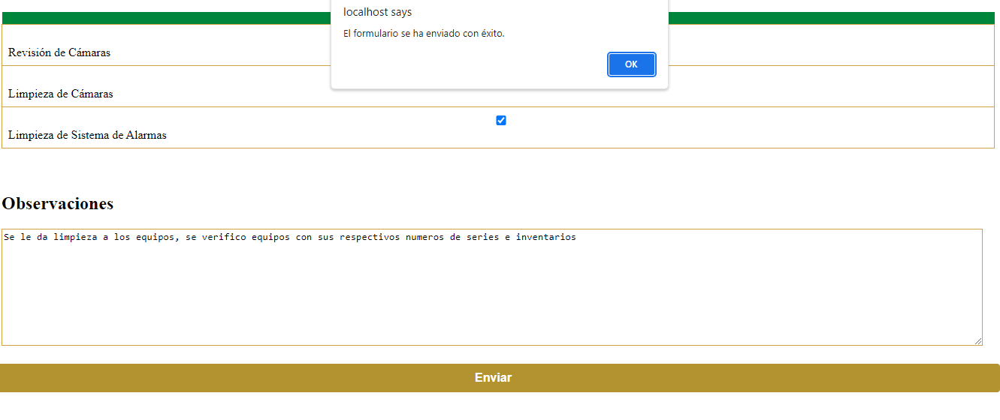 localhost says
El formulario se ha enviado con éxito.
OK
Revisión de Cámaras
Limpieza de Cámaras
Limpieza de Sistema de Alarmas
Observaciones
Se le da limpieza a los equipos, se verifico equipos con sus respectivos numeros de series e inventarios
Enviar